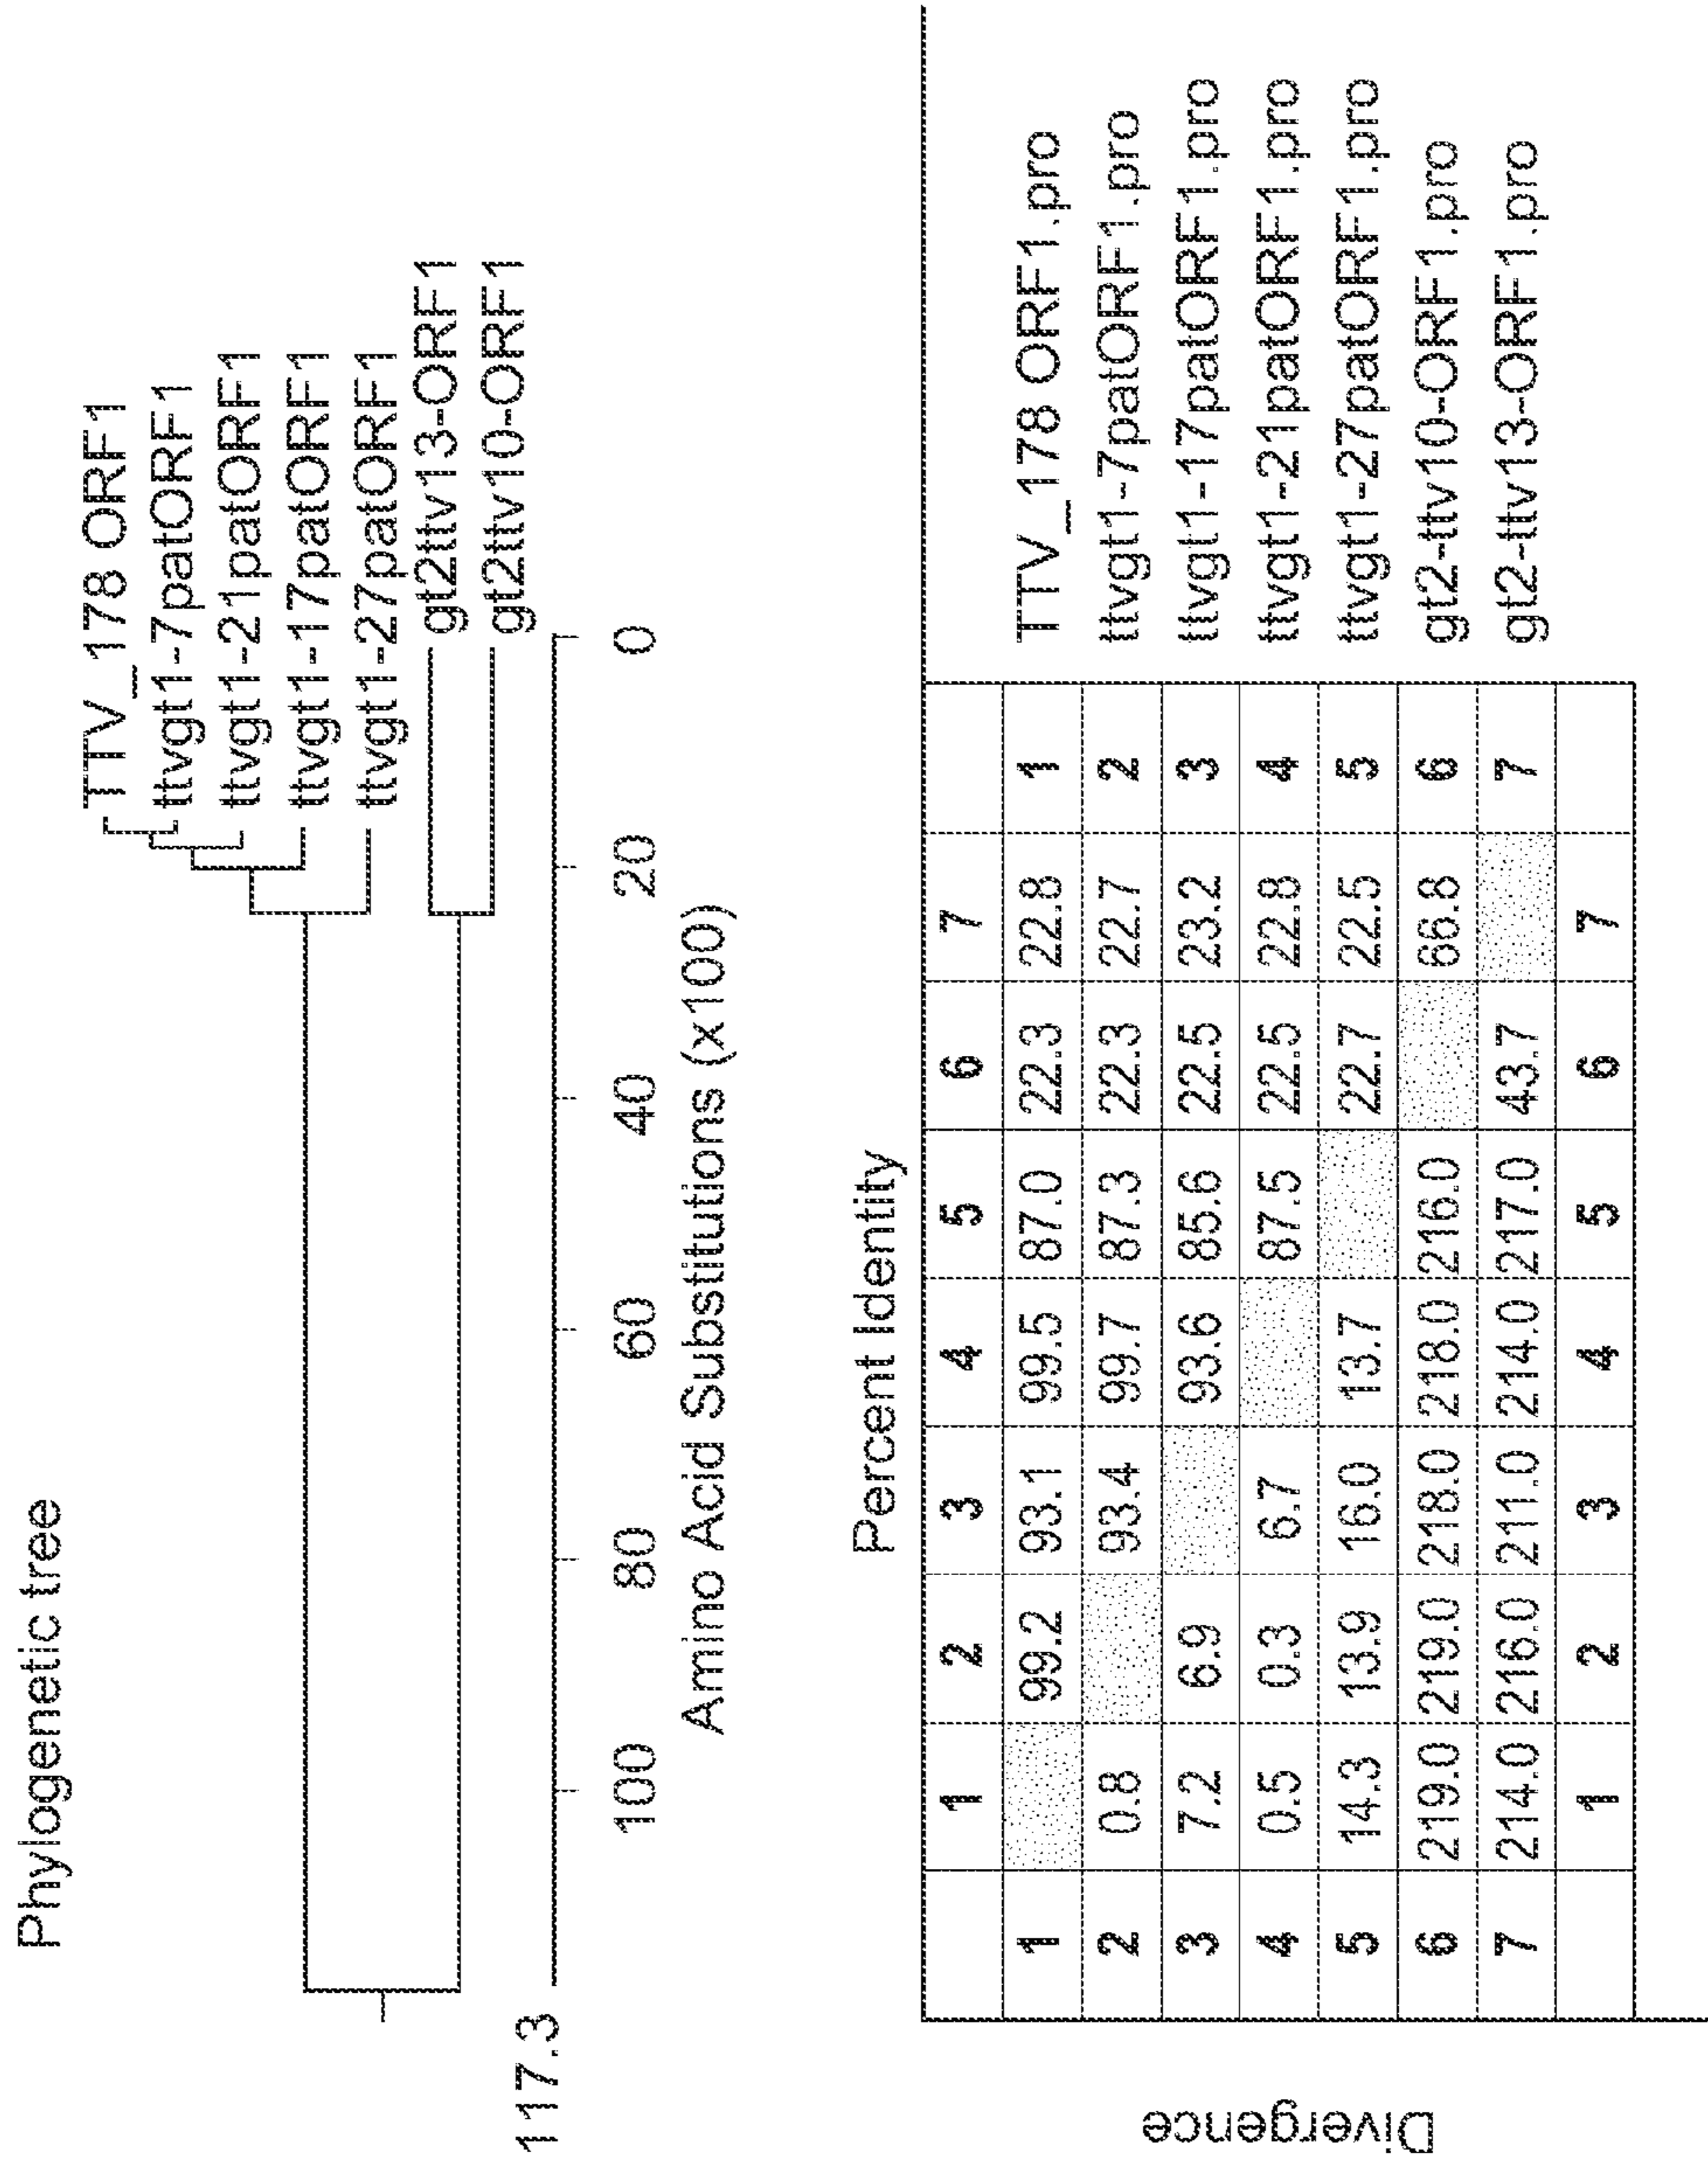 Phylogenetic tree
TTV_178 ORF1
ttvgt1-7patORF1
ttvgt1-21patORF1
ttvgt1-17patORF1
ttvgt1-27patORF1
gt2ttv13-ORF1
gt2ttv10-ORF1
117.3 100 80 60 40 20 0
Amino Acid Substitutions (x100)
Percent Identity
Divergence
1 2 3 4 5 6 7
1 99.2 93.1 99.5 87.0 22.3 22.8 1 TTV_178 ORF1.pro
2 0.8 93.4 99.7 87.3 22.3 22.7 2 ttvgt1-7patORF1.pro
3 7.2 6.9 93.6 85.6 22.5 23.2 3 ttvgt1-17patORF1.pro
4 0.5 0.3 6.7 87.5 22.5 22.8 4 ttvgt1-21patORF1.pro
5 14.3 13.9 16.0 13.7 22.7 22.5 5 ttvgt1-27patORF1.pro
6 219.0 219.0 218.0 218.0 216.0 66.8 6 gt2-ttv10-ORF1.pro
7 214.0 216.0 211.0 214.0 217.0 43.7 7 gt2-ttv13-ORF1.pro
1 2 3 4 5 6 7